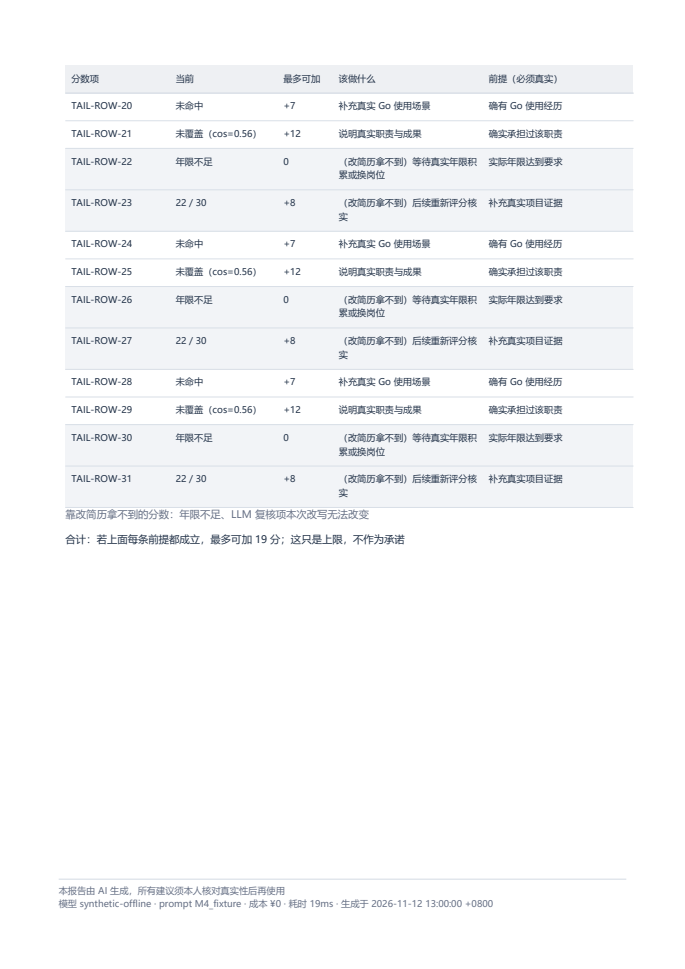 分数项 当前 最多可加 该做什么 前提（必须真实）
TAIL-ROW-20 未命中 +7 补充真实 Go 使用场景 确有 Go 使用经历
TAIL-ROW-21 未覆盖（cos=0.56） +12 说明真实职责与成果 确实承担过该职责
TAIL-ROW-22 年限不足 0 （改简历拿不到）等待真实年限积 实际年限达到要求
累或换岗位
TAIL-ROW-23 22 / 30 +8 （改简历拿不到）后续重新评分核 补充真实项目证据
实
TAIL-ROW-24 未命中 +7 补充真实 Go 使用场景 确有 Go 使用经历
TAIL-ROW-25 未覆盖（cos=0.56） +12 说明真实职责与成果 确实承担过该职责
TAIL-ROW-26 年限不足 0 （改简历拿不到）等待真实年限积 实际年限达到要求
累或换岗位
TAIL-ROW-27 22 / 30 +8 （改简历拿不到）后续重新评分核 补充真实项目证据
实
TAIL-ROW-28 未命中 +7 补充真实 Go 使用场景 确有 Go 使用经历
TAIL-ROW-29 未覆盖（cos=0.56） +12 说明真实职责与成果 确实承担过该职责
TAIL-ROW-30 年限不足 0 （改简历拿不到）等待真实年限积 实际年限达到要求
累或换岗位
TAIL-ROW-31 22 / 30 +8 （改简历拿不到）后续重新评分核 补充真实项目证据
实
靠改简历拿不到的分数：年限不足、LLM 复核项本次改写无法改变
合计：若上面每条前提都成立，最多可加 19 分；这只是上限，不作为承诺
本报告由 AI 生成，所有建议须本人核对真实性后再使用
模型 synthetic-offline · prompt M4_fixture · 成本 ¥0 · 耗时 19ms · 生成于 2026-11-12 13:00:00 +0800